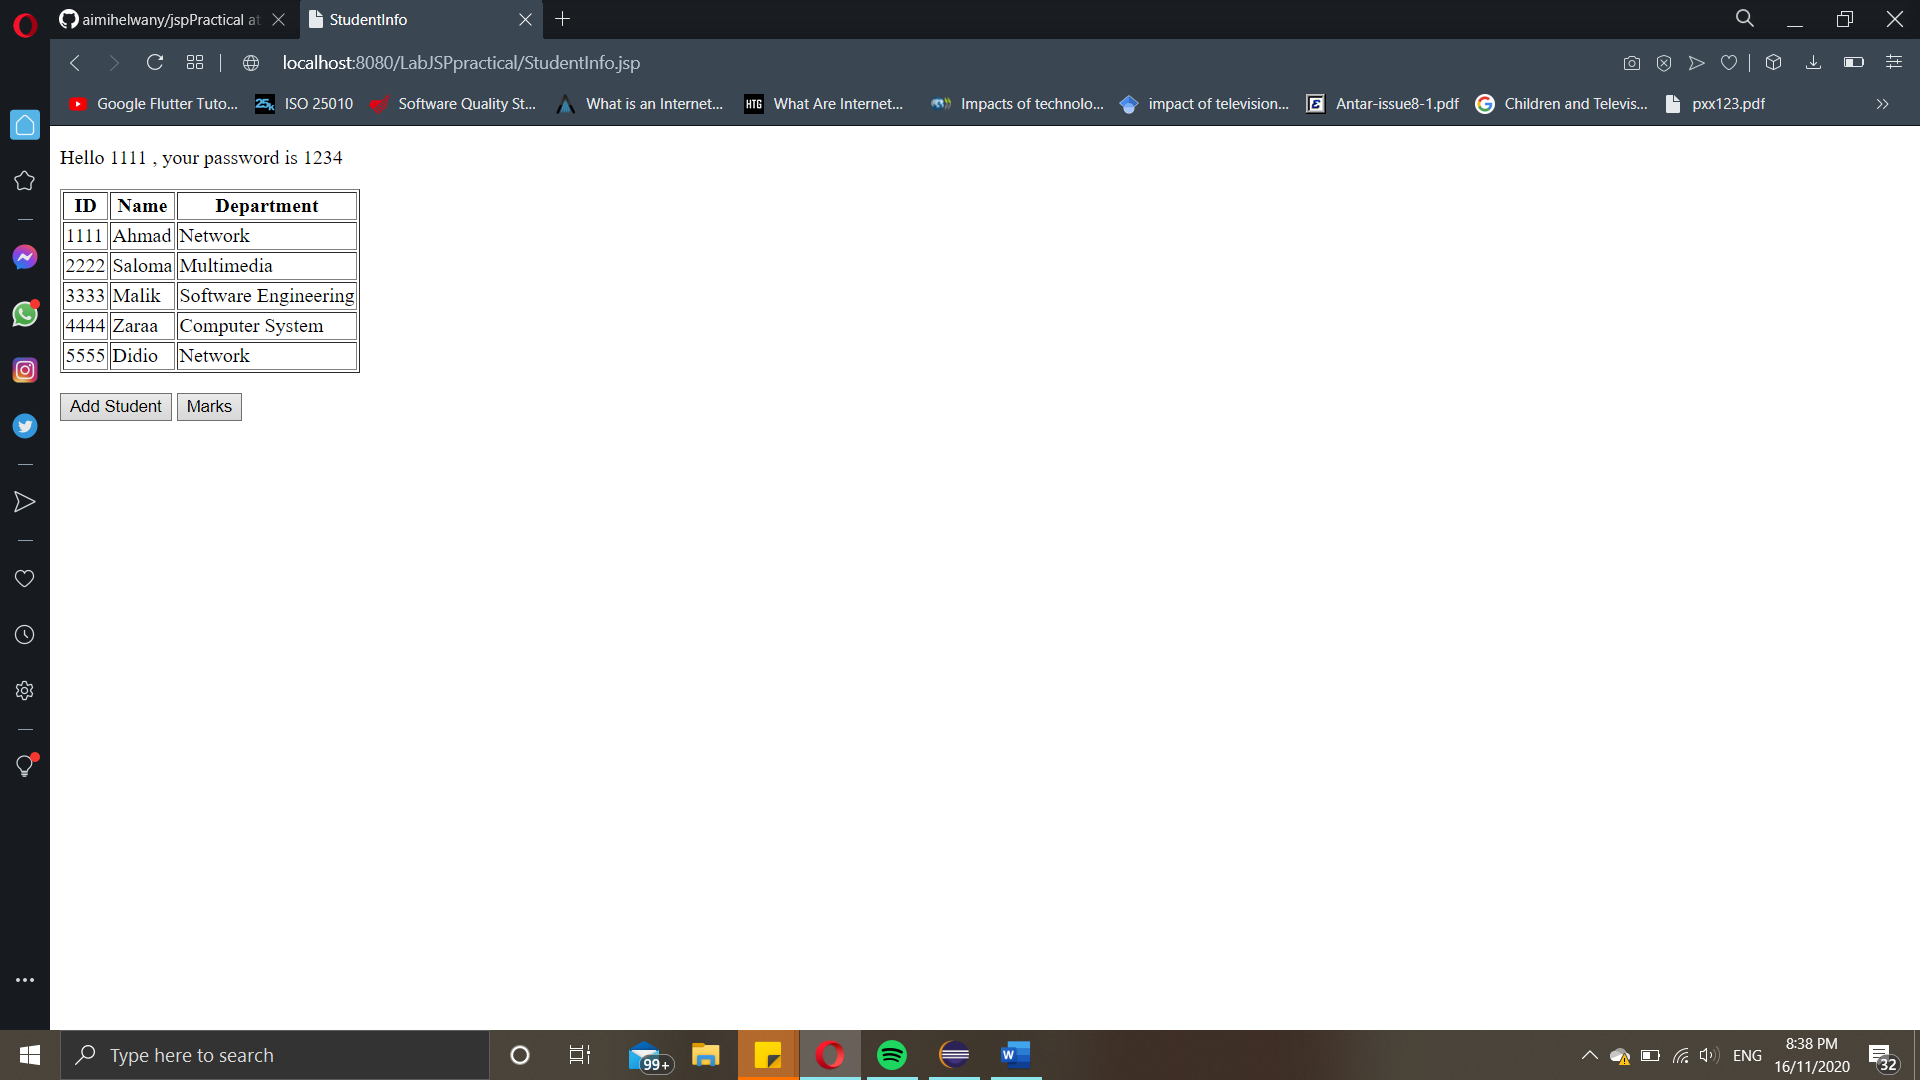 aimihelwany/jspPractical at
StudentInfo
localhost:8080/LabJSPpractical/StudentInfo.jsp
Google Flutter Tuto...
25k
ISO 25010
Software Quality St...
What is an Internet...
HTG
What Are Internet...
Impacts of technolo...
impact of television...
Antar-issue8-1.pdf
Children and Televis...
pxx123.pdf
Hello 1111 , your password is 1234
ID Name Department
1111 Ahmad Network
2222 Saloma Multimedia
3333 Malik Software Engineering
4444 Zaraa Computer System
5555 Didio Network
Add Student Marks
Type here to search
99+
W
ENG
8:38 PM
16/11/2020
32